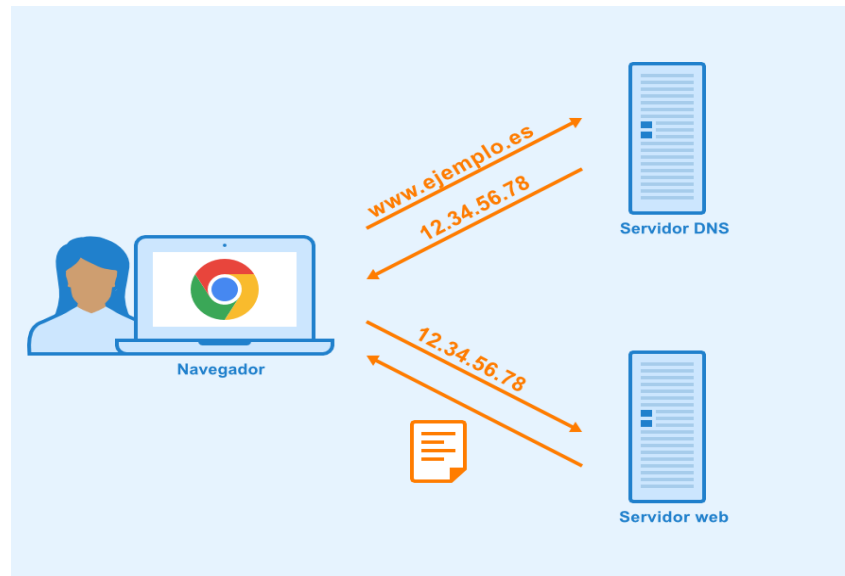 www.ejemplo.es
12.34.56.78
Servidor DNS
Navegador
12.34.56.78
Servidor web